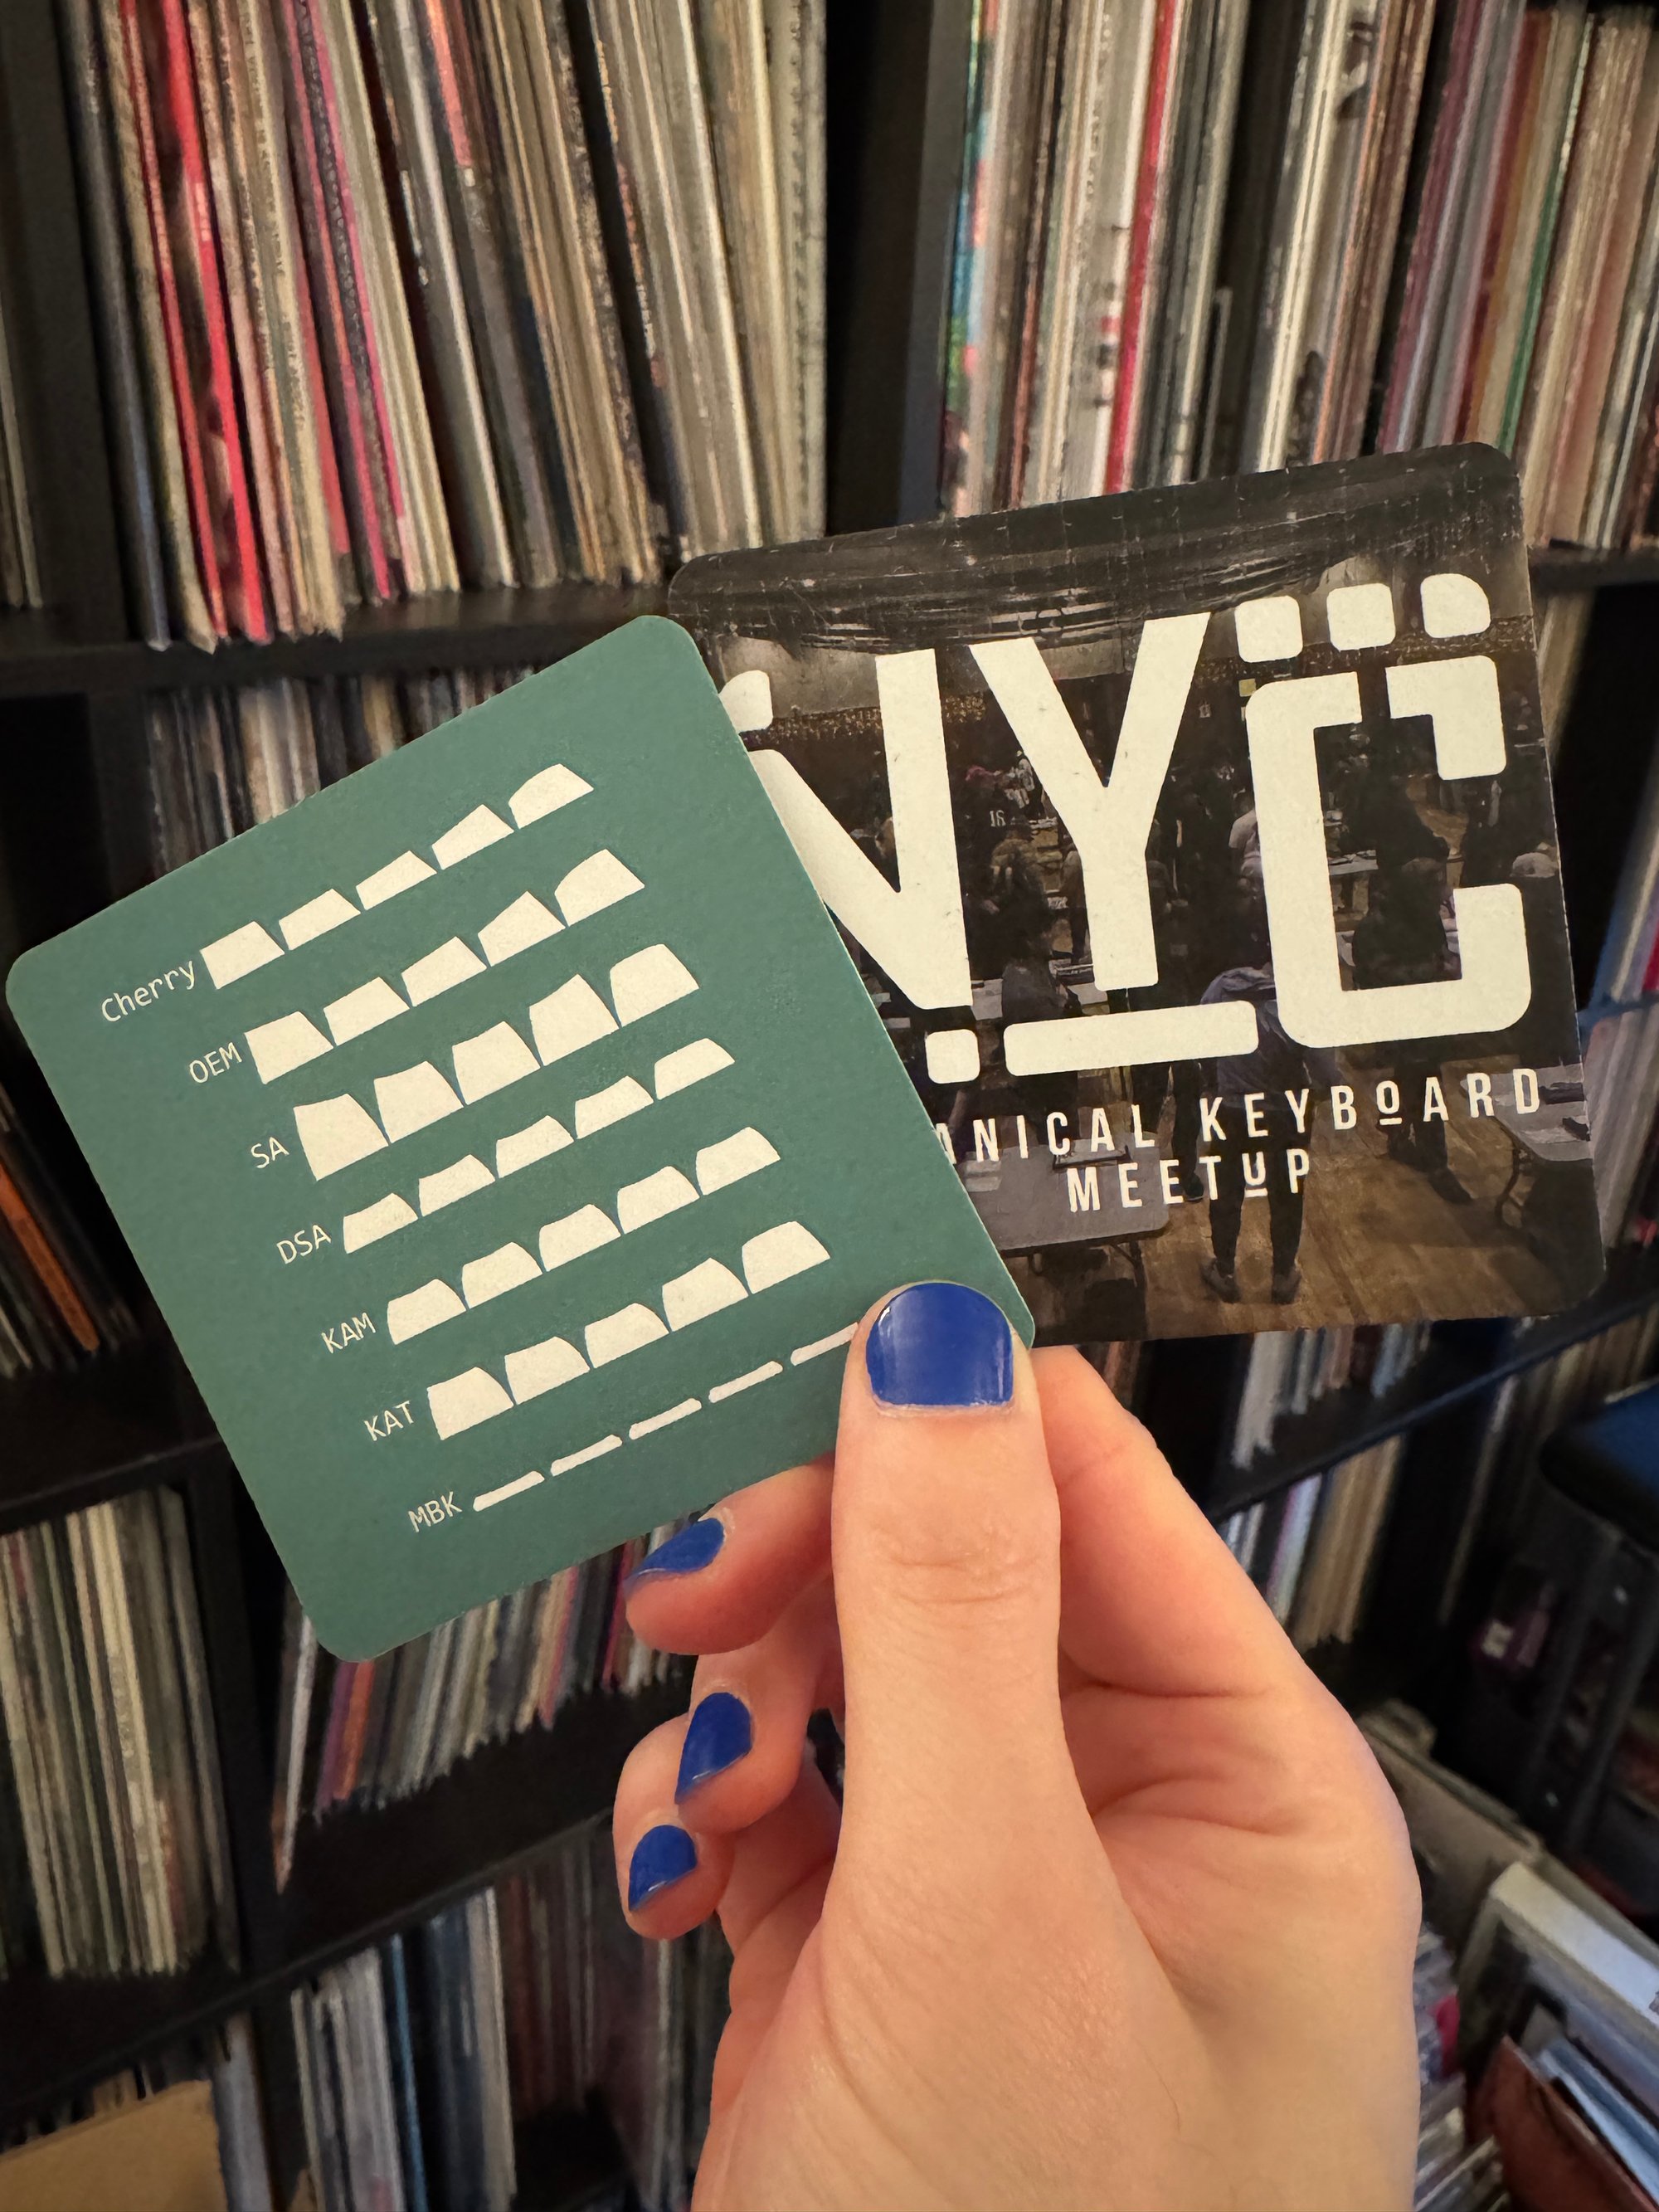 Cherry
OEM
SA
DSA
KAM
KAT
MBK
NYC
ANICAL KEYBOARD
MEETUP